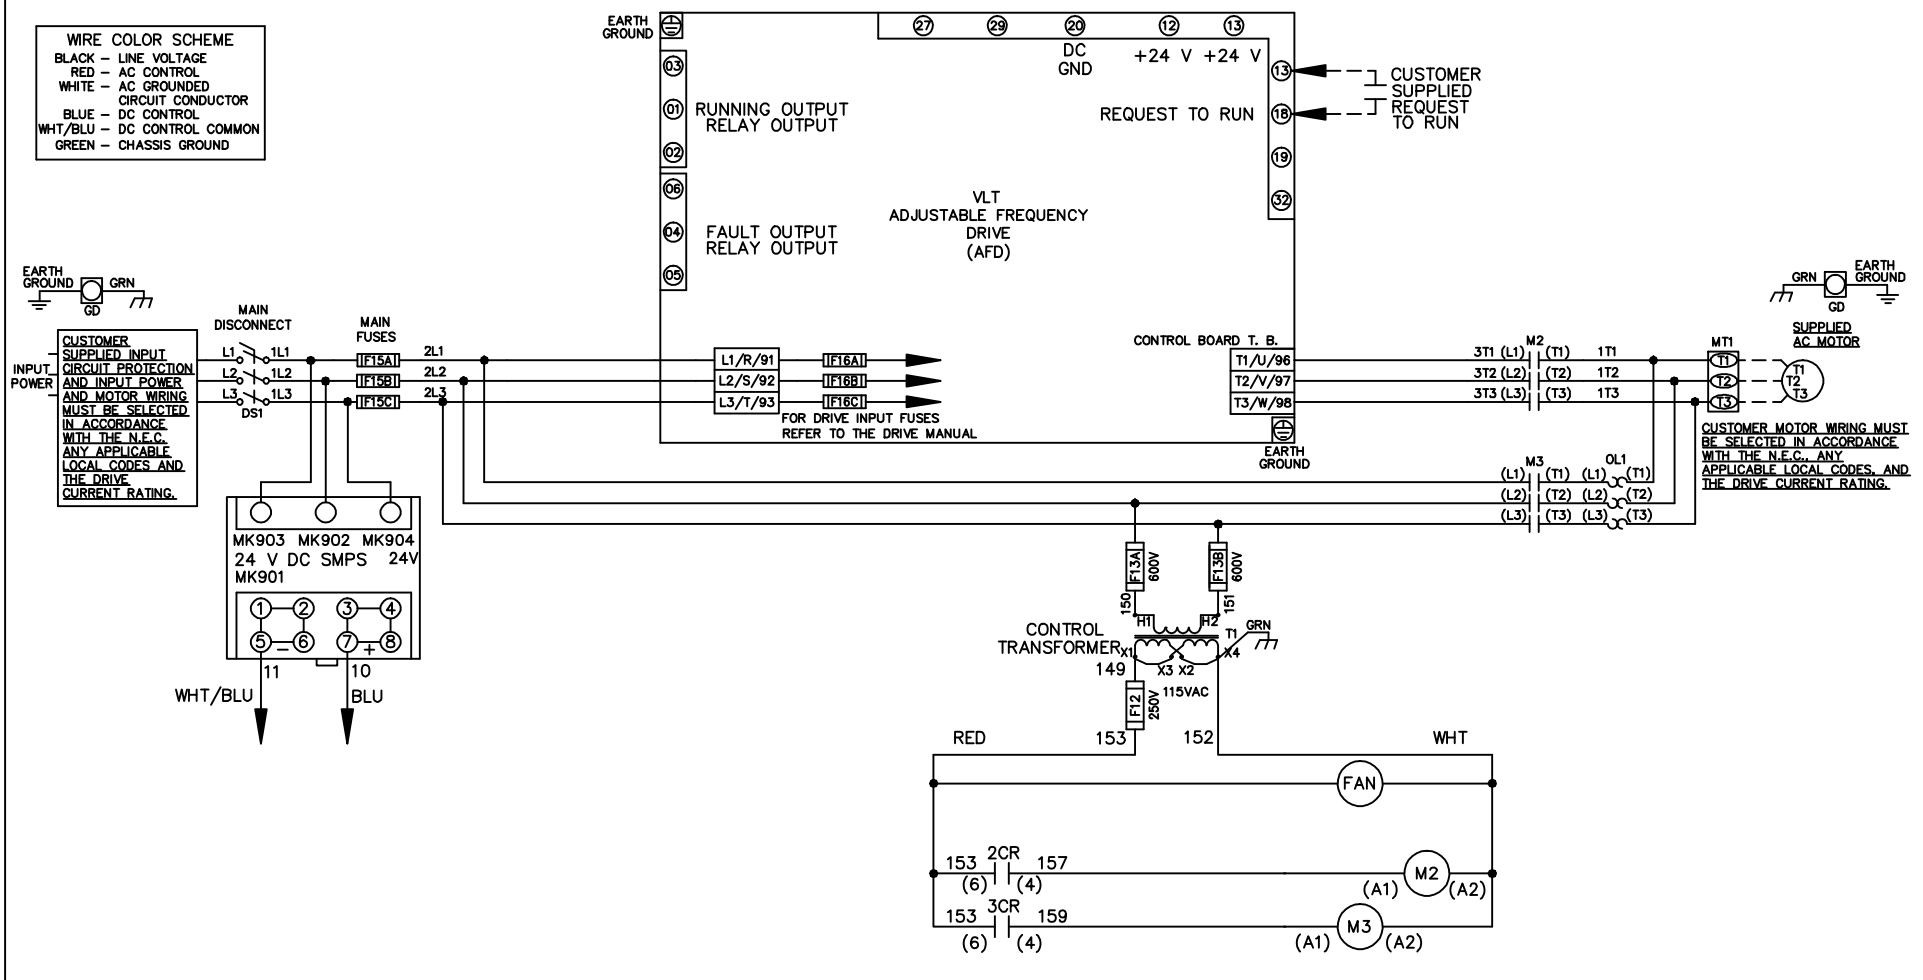 WIRE COLOR SCHEME
BLACK – LINE VOLTAGE
RED – AC CONTROL
WHITE – AC GROUNDED
CIRCUIT CONDUCTOR
BLUE – DC CONTROL
WHT/BLU – DC CONTROL COMMON
GREEN – CHASSIS GROUND
EARTH
GROUND
27 29 20 12 13
DC
GND
+24 V +24 V
03
01
02
RUNNING OUTPUT
RELAY OUTPUT
06
04
05
FAULT OUTPUT
RELAY OUTPUT
13
18
19
32
REQUEST TO RUN
CUSTOMER
SUPPLIED
REQUEST
TO RUN
VLT
ADJUSTABLE FREQUENCY
DRIVE
(AFD)
EARTH
GROUND
GRN
GD
INPUT
POWER
CUSTOMER
SUPPLIED INPUT
CIRCUIT PROTECTION
AND INPUT POWER
AND MOTOR WIRING
MUST BE SELECTED
IN ACCORDANCE
WITH THE N.E.C.
ANY APPLICABLE
LOCAL CODES AND
THE DRIVE
CURRENT RATING.
MAIN
DISCONNECT
L1 1L1
L2 1L2
L3 1L3
DS1
MAIN
FUSES
F15A 2L1
F15B 2L2
F15C 2L3
L1/R/91 F16A
L2/S/92 F16B
L3/T/93 F16C
FOR DRIVE INPUT FUSES
REFER TO THE DRIVE MANUAL
CONTROL BOARD T. B.
T1/U/96
T2/V/97
T3/W/98
EARTH
GROUND
M2
3T1 (L1) (T1) 1T1
3T2 (L2) (T2) 1T2
3T3 (L3) (T3) 1T3
MT1
T1
T2
T3
GRN
GD
EARTH
GROUND
SUPPLIED
AC MOTOR
T1
T2
T3
CUSTOMER MOTOR WIRING MUST
BE SELECTED IN ACCORDANCE
WITH THE N.E.C., ANY
APPLICABLE LOCAL CODES, AND
THE DRIVE CURRENT RATING.
M3 OL1
(L1) (T1) (L1) (T1)
(L2) (T2) (L2) (T2)
(L3) (T3) (L3) (T3)
MK903 MK902 MK904
24 V DC SMPS 24V
MK901
1 2 3 4
5 – 6 7 + 8
11 10
WHT/BLU BLU
F13A 600V
F13B 600V
150 151
H1 H2
CONTROL
TRANSFORMER
T1 GRN
X1 X3 X2 X4
149
115VAC
F12 250V
RED 153 152 WHT
FAN
153 2CR 157
(6) (4)
(A1) M2 (A2)
153 3CR 159
(6) (4)
(A1) M3 (A2)